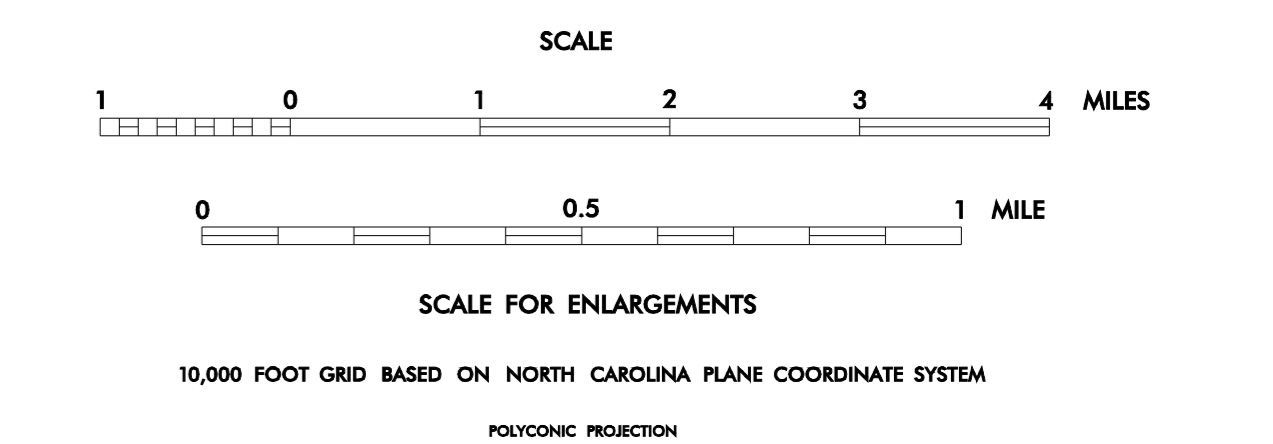 SCALE
1 0 1 2 3 4 MILES
0 0.5 1 MILE
SCALE FOR ENLARGEMENTS
10,000 FOOT GRID BASED ON NORTH CAROLINA PLANE COORDINATE SYSTEM
POLYCONIC PROJECTION